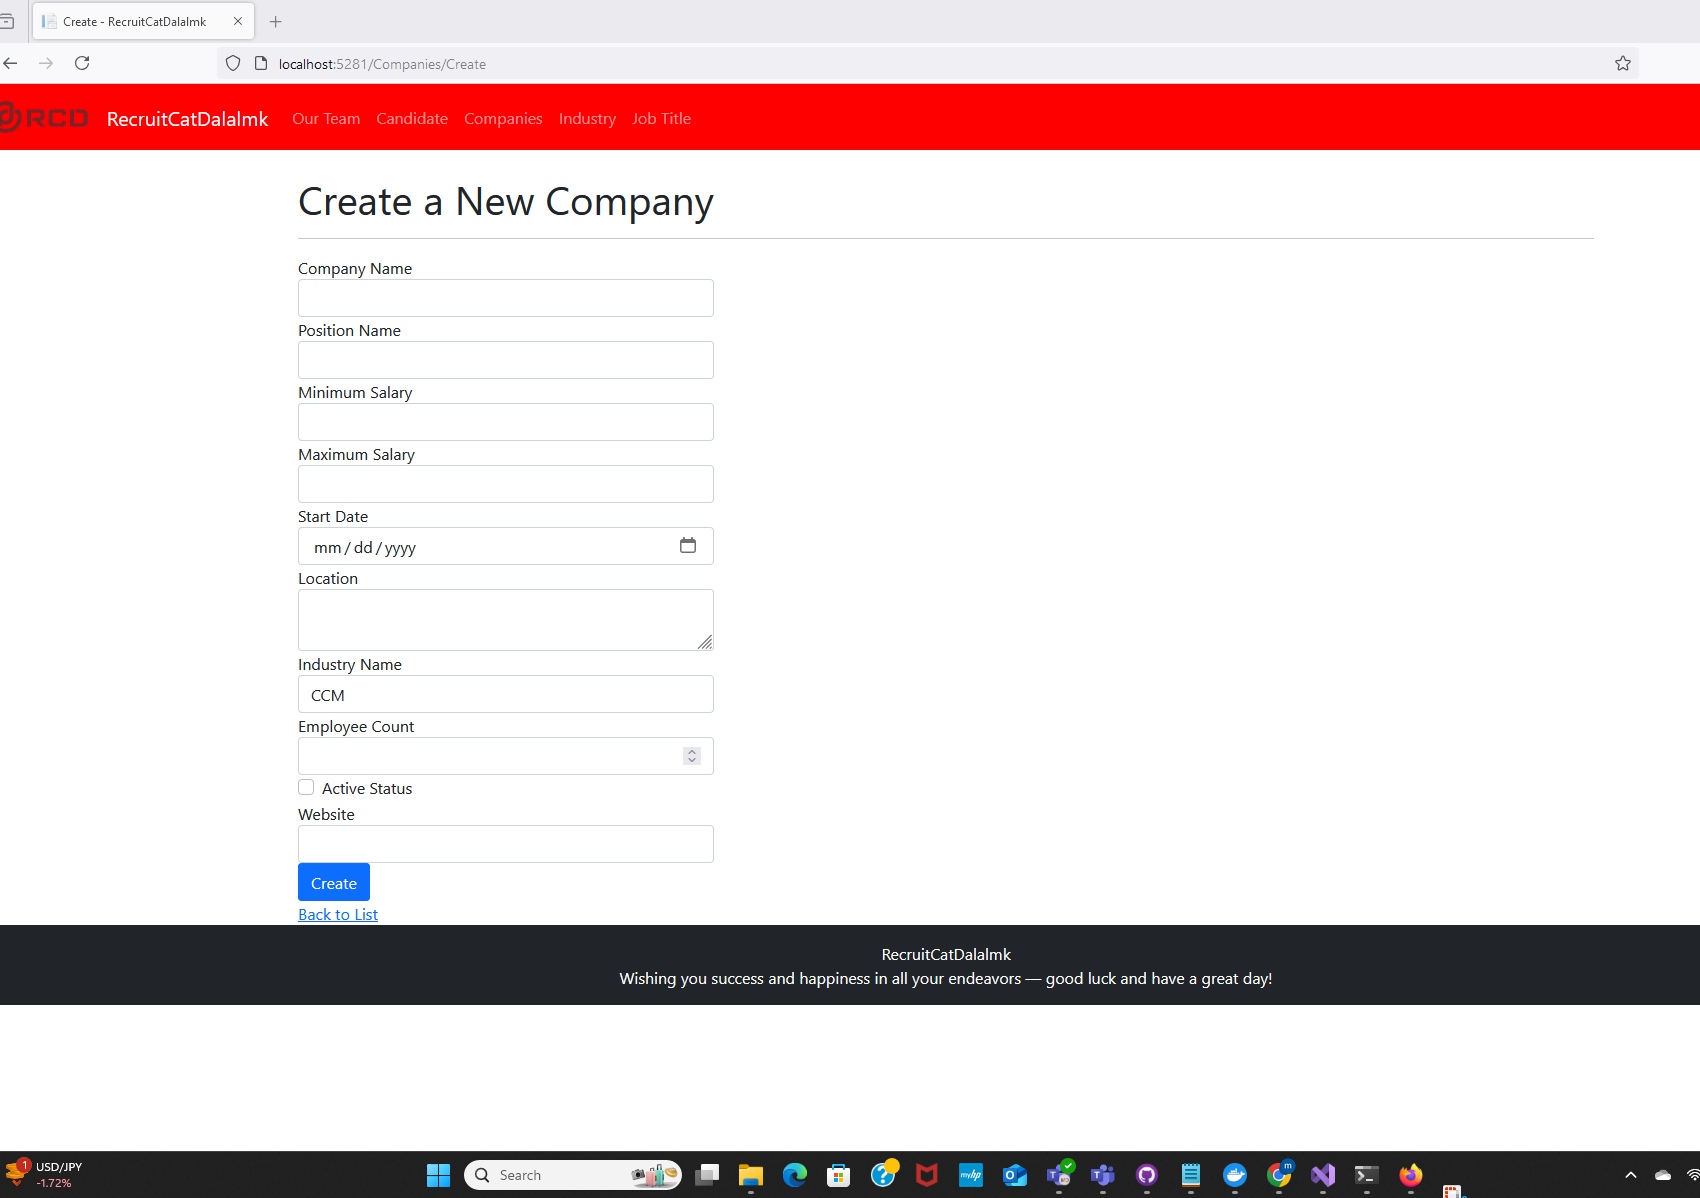 Create - RecruitCatDalalmk
localhost:5281/Companies/Create
RCD RecruitCatDalalmk Our Team Candidate Companies Industry Job Title
Create a New Company
Company Name
Position Name
Minimum Salary
Maximum Salary
Start Date
mm / dd / yyyy
Location
Industry Name
CCM
Employee Count
Active Status
Website
Create
Back to List
RecruitCatDalalmk
Wishing you success and happiness in all your endeavors — good luck and have a great day!
1 USD/JPY
-1.72%
Search
myhp
m